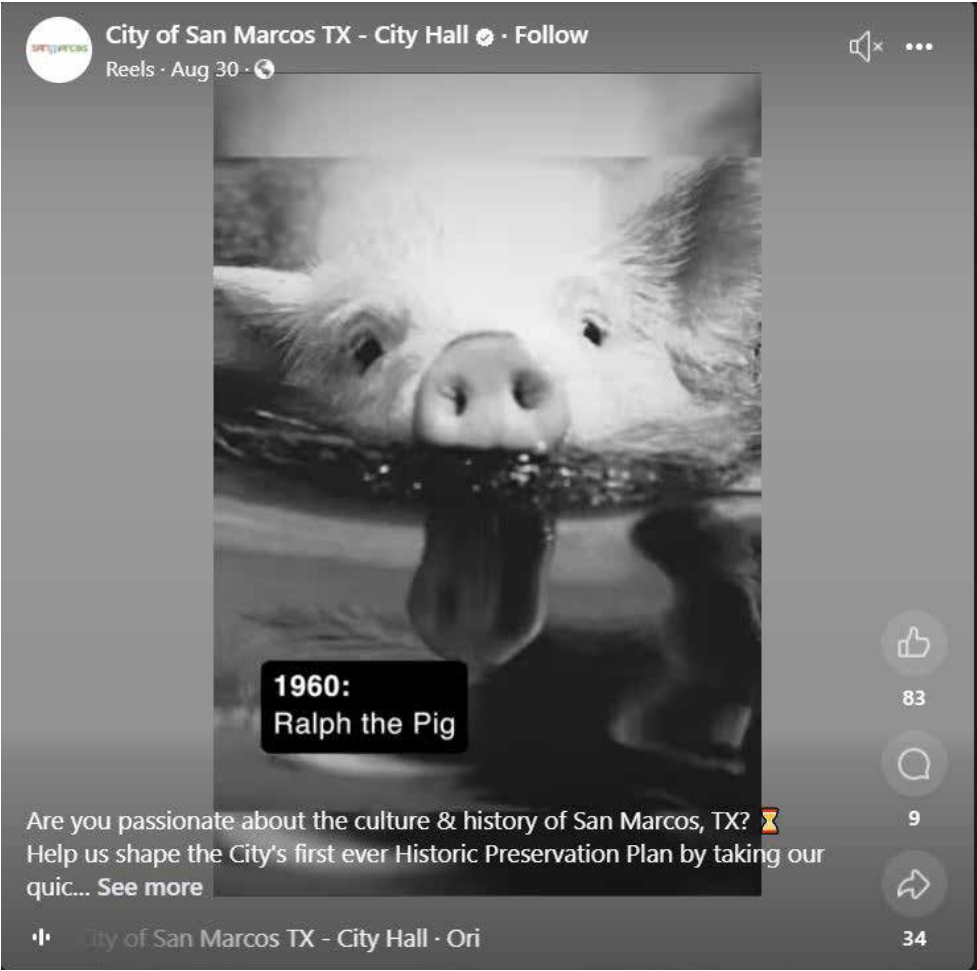 SANMARCOS
City of San Marcos TX - City Hall · Follow
Reels · Aug 30 ·
1960:
Ralph the Pig
83
Are you passionate about the culture & history of San Marcos, TX? ⏳
9
Help us shape the City's first ever Historic Preservation Plan by taking our
quic... See more
City of San Marcos TX - City Hall · Ori
34